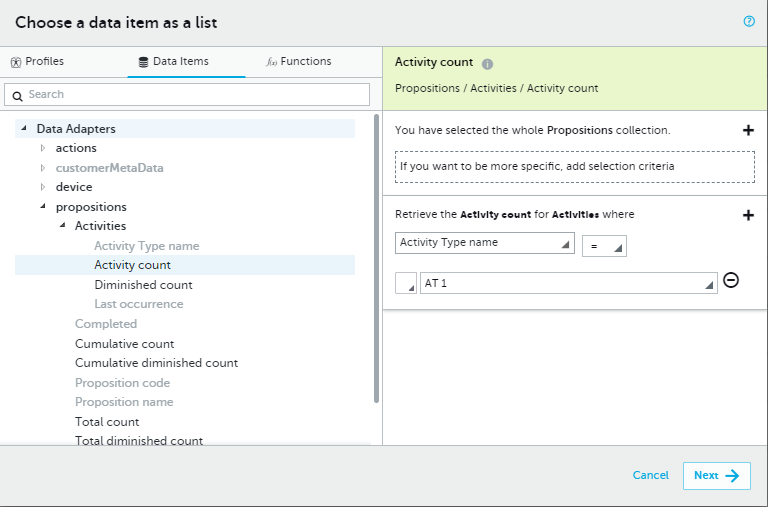 Choose a data item as a list
Profiles
Data Items
f(x) Functions
Search
Data Adapters
actions
customerMetaData
device
propositions
Activities
Activity Type name
Activity count
Diminished count
Last occurrence
Completed
Cumulative count
Cumulative diminished count
Proposition code
Proposition name
Total count
Total diminished count
Activity count
Propositions / Activities / Activity count
You have selected the whole Propositions collection.
If you want to be more specific, add selection criteria
Retrieve the Activity count for Activities where
Activity Type name
=
AT 1
Cancel
Next